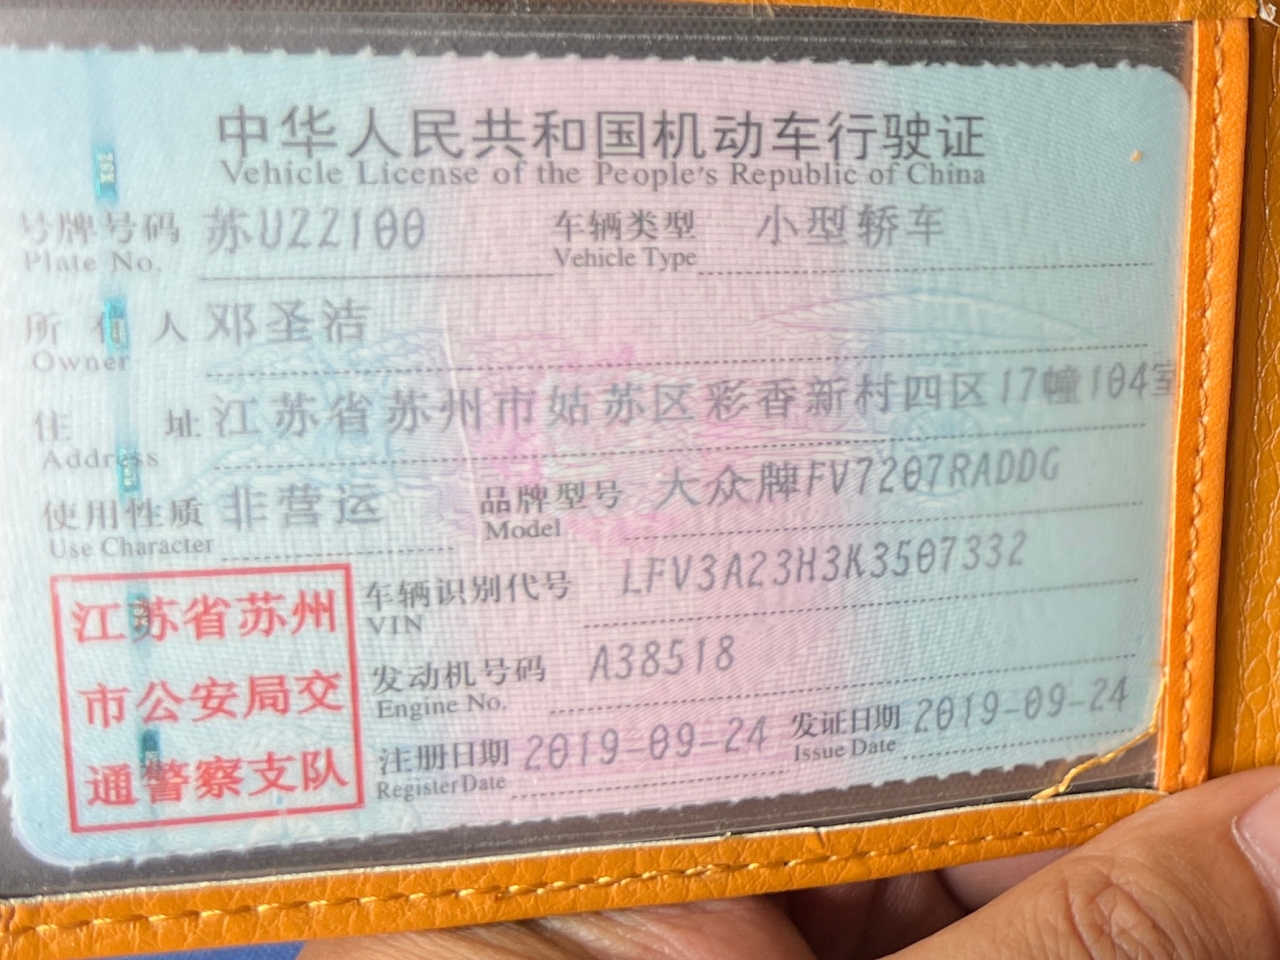 中华人民共和国机动车行驶证
Vehicle License of the People's Republic of China
号牌号码 苏U22100 车辆类型 小型轿车
Plate No. Vehicle Type
所有人 邓圣洁
Owner
住址 江苏省苏州市姑苏区彩香新村四区17幢104室
Address
使用性质 非营运 品牌型号 大众牌FV7207RADDG
Use Character Model
车辆识别代号 LFV3A23H3K3507332
VIN
发动机号码 A38518
Engine No.
注册日期 2019-09-24 发证日期 2019-09-24
Register Date Issue Date
江苏省苏州
市公安局交
通警察支队